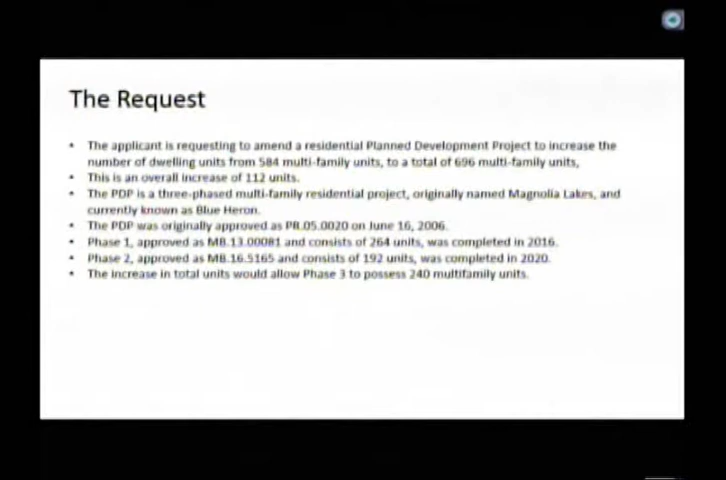 The Request
• The applicant is requesting to amend a residential Planned Development Project to increase the
number of dwelling units from 584 multi-family units, to a total of 696 multi-family units,
• This is an overall increase of 112 units.
• The PDP is a three-phased multi-family residential project, originally named Magnolia Lakes, and
currently known as Blue Heron.
• The PDP was originally approved as PR.05.0020 on June 16, 2006.
• Phase 1, approved as MB.13.00081 and consists of 264 units, was completed in 2016.
• Phase 2, approved as MB.16.5165 and consists of 192 units, was completed in 2020.
• The increase in total units would allow Phase 3 to possess 240 multifamily units.